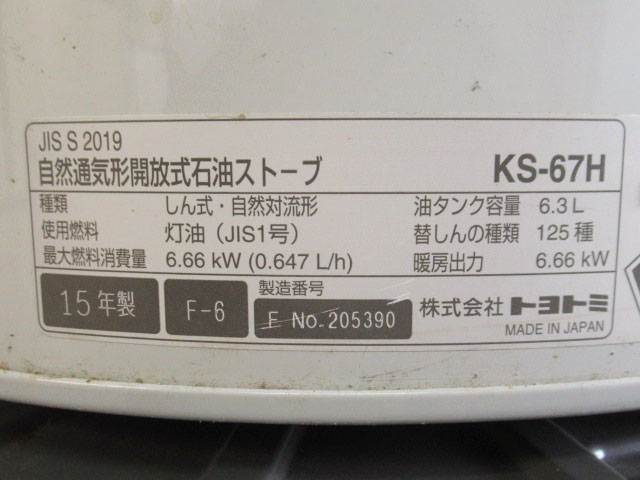 JIS S 2019
自然通気形開放式石油ストーブ KS-67H
種類 しん式・自然対流形 油タンク容量 6.3 L
使用燃料 灯油（JIS1号） 替しんの種類 125 種
最大燃料消費量 6.66 kW (0.647 L/h) 暖房出力 6.66 kW
製造番号
15年製 F-6 E No.205390 株式会社 トヨトミ
MADE IN JAPAN